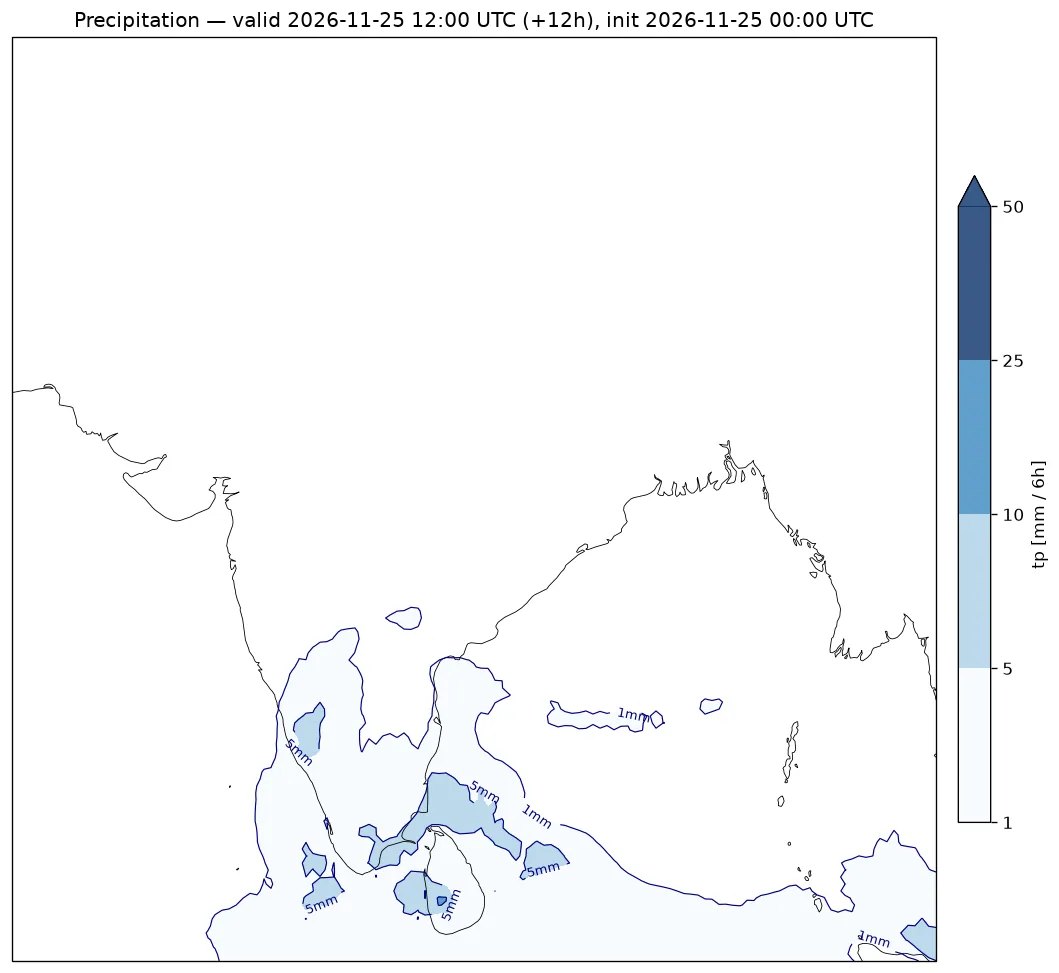 Precipitation — valid 2026-11-25 12:00 UTC (+12h), init 2026-11-25 00:00 UTC
50
25
10
5
1
tp [mm / 6h]
1mm
5mm
5mm
1mm
5mm
5mm
5mm
1mm